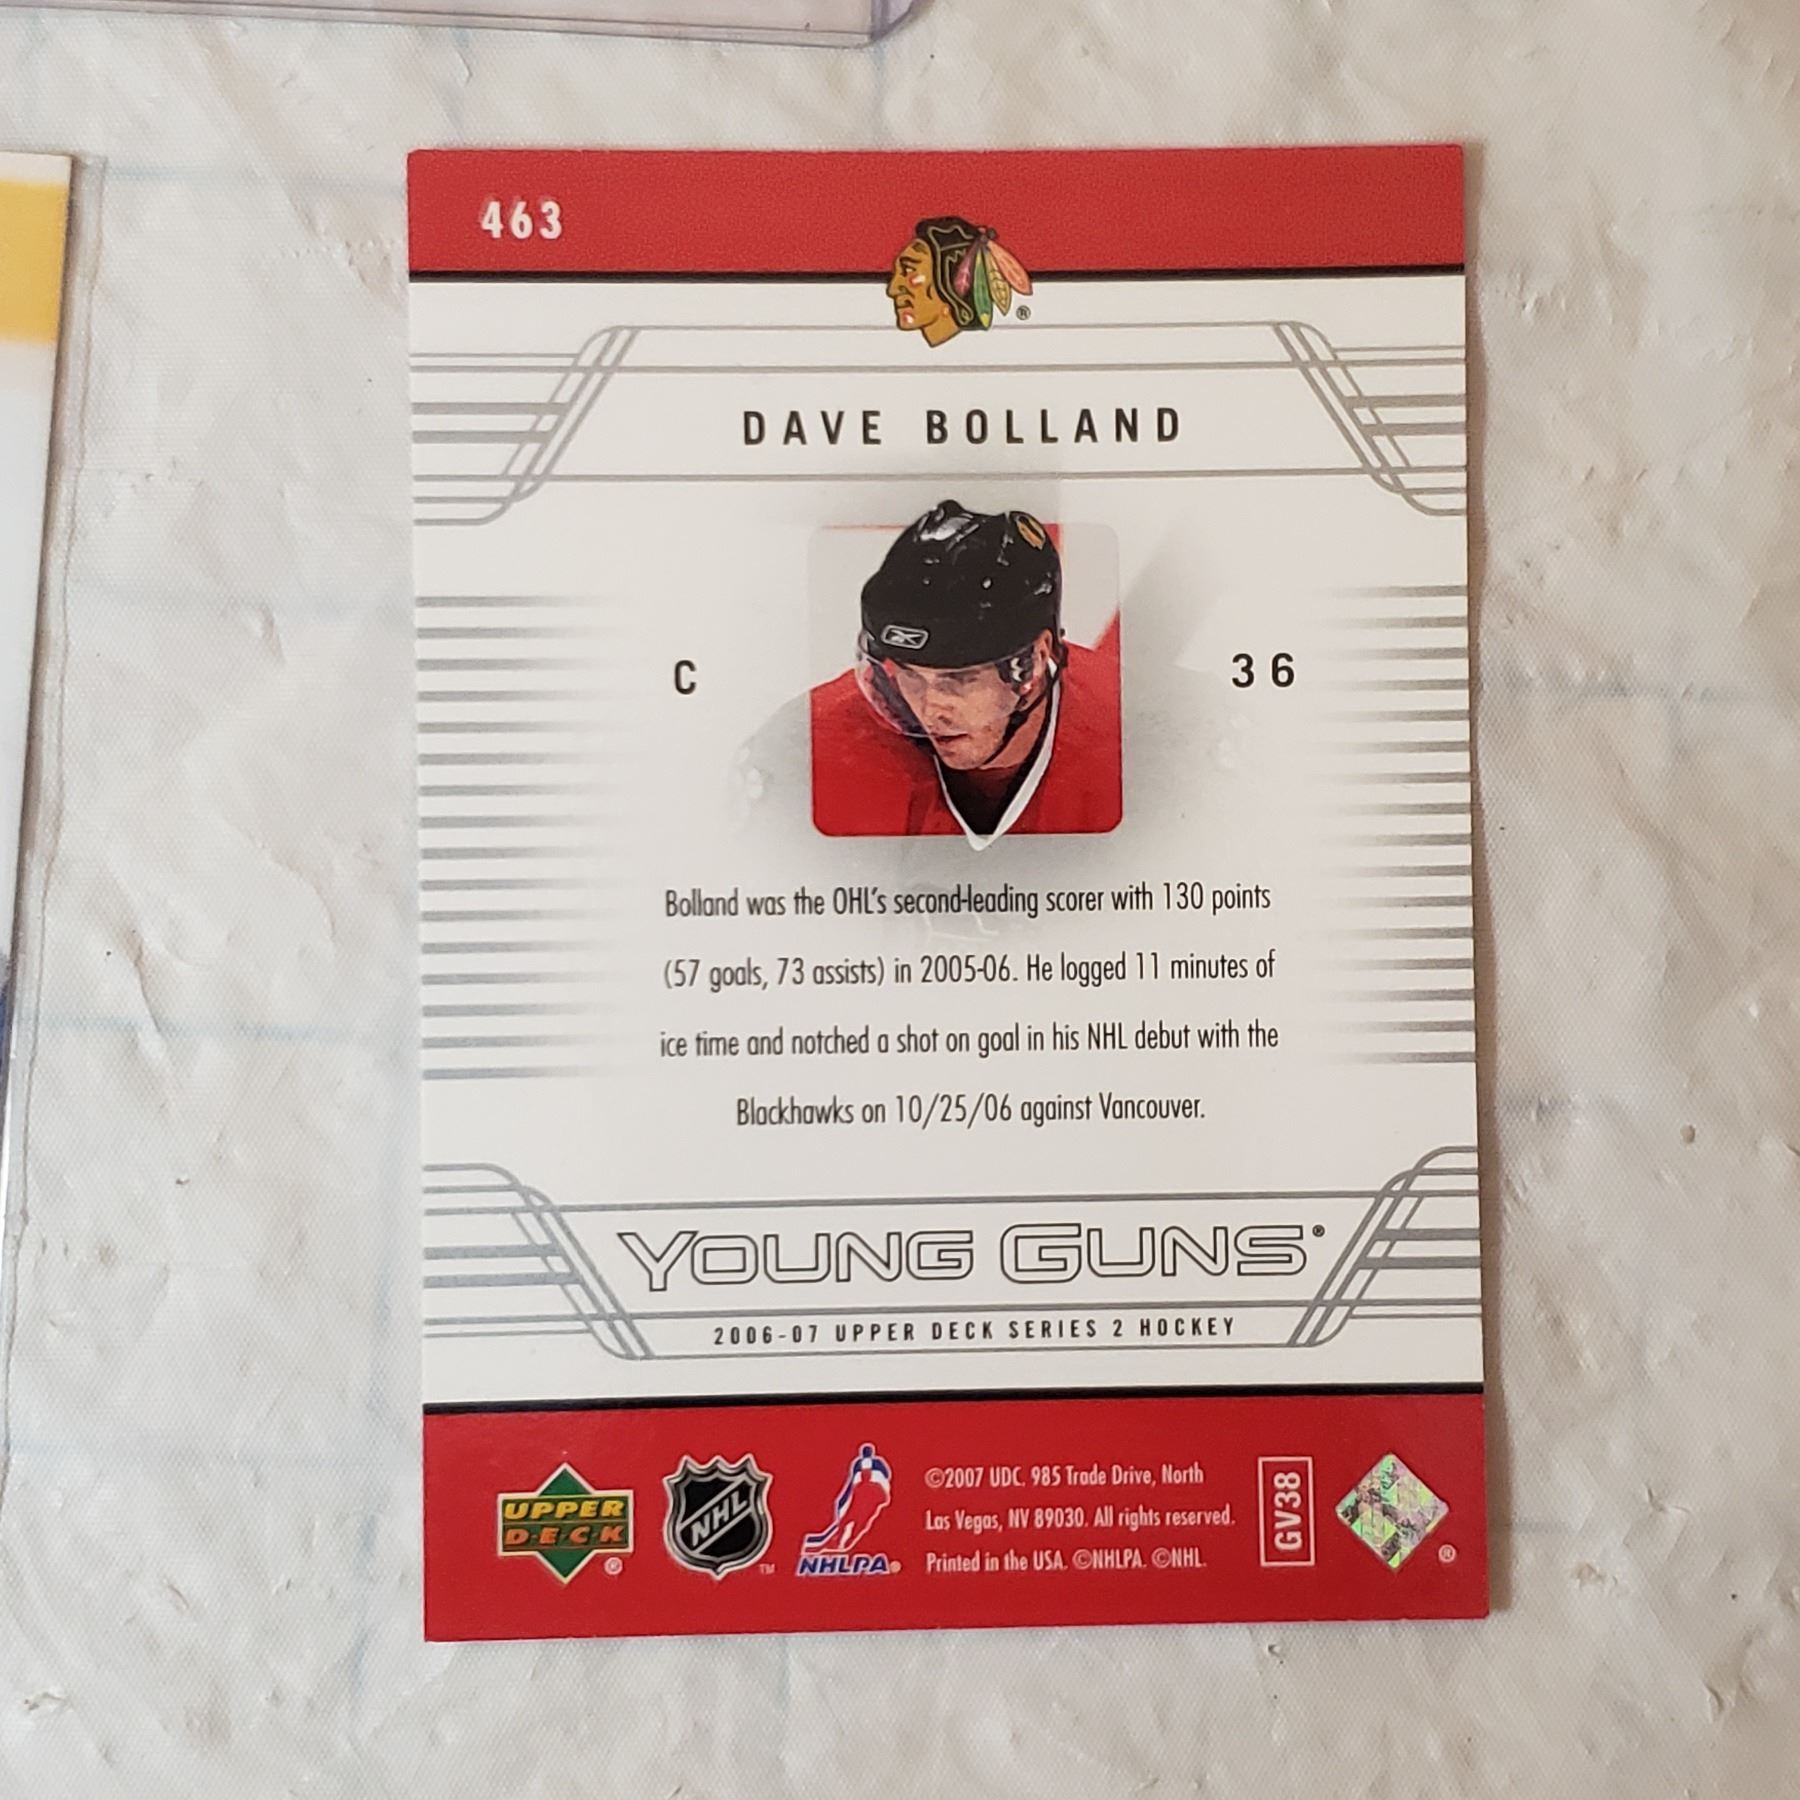 463
®
DAVE BOLLAND
C
36
Bolland was the OHL's second-leading scorer with 130 points
(57 goals, 73 assists) in 2005-06. He logged 11 minutes of
ice time and notched a shot on goal in his NHL debut with the
Blackhawks on 10/25/06 against Vancouver.
YOUNG GUNS®
2006-07 UPPER DECK SERIES 2 HOCKEY
UPPER
DECK
®
NHL
TM
NHLPA®
©2007 UDC. 985 Trade Drive, North
Las Vegas, NV 89030. All rights reserved.
Printed in the USA. ©NHLPA. ©NHL.
GV38
®